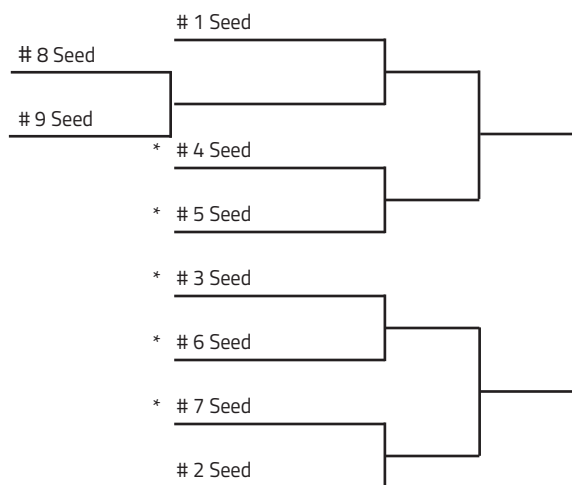 # 1 Seed
# 8 Seed
# 9 Seed
* # 4 Seed
* # 5 Seed
* # 3 Seed
* # 6 Seed
* # 7 Seed
# 2 Seed